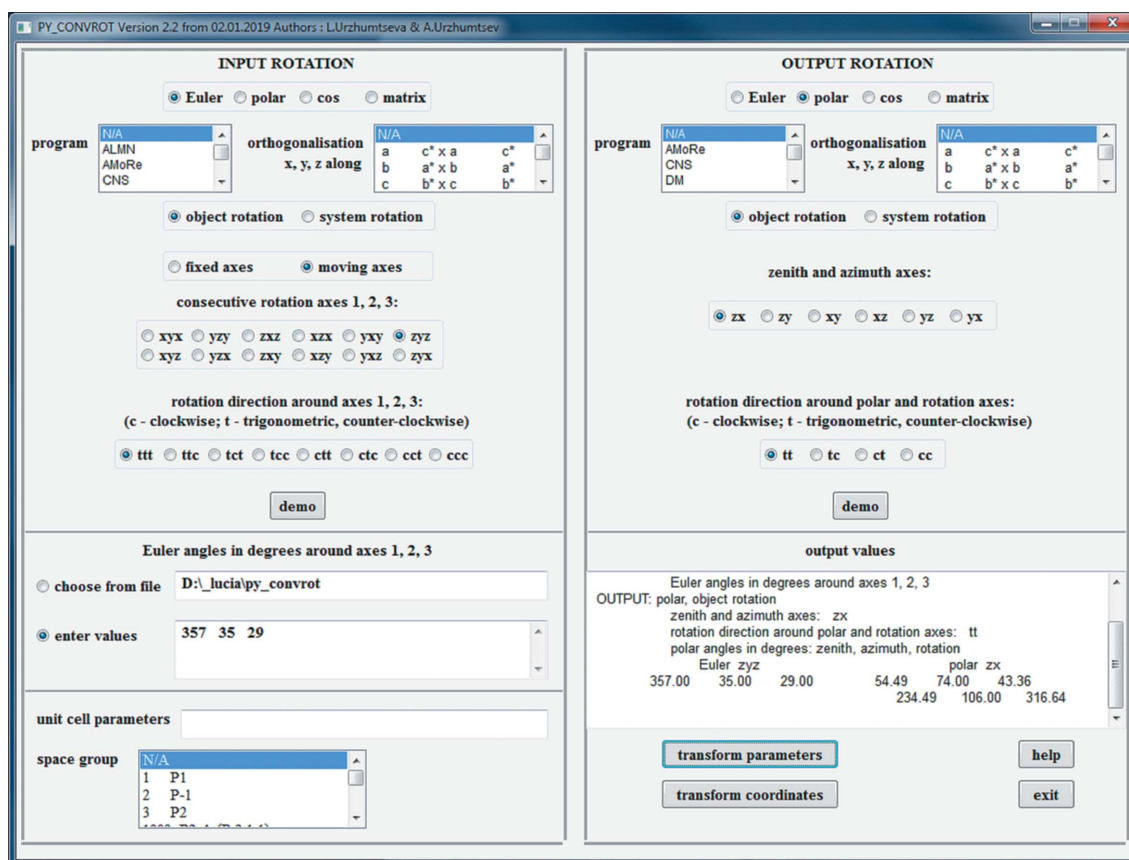 PY_CONVROT Version 2.2 from 02.01.2019 Authors : L.Urzhumtseva & A.Urzhumtsev
INPUT ROTATION
Euler polar cos matrix
program
N/A
ALMN
AMoRe
CNS
orthogonalisation
x, y, z along
N/A
a c* x a c*
b a* x b a*
c b* x c b*
object rotation system rotation
fixed axes moving axes
consecutive rotation axes 1, 2, 3:
xyx yzy zxz xzx yxy zyz
xyz yzx zxy xzy yxz zyx
rotation direction around axes 1, 2, 3:
(c - clockwise; t - trigonometric, counter-clockwise)
ttt ttc tct tcc ctt ctc cct ccc
demo
Euler angles in degrees around axes 1, 2, 3
choose from file D:\_lucia\py_convrot
enter values 357 35 29
unit cell parameters
space group
N/A
1 P1
2 P-1
3 P2
OUTPUT ROTATION
Euler polar cos matrix
program
N/A
AMoRe
CNS
DM
orthogonalisation
x, y, z along
N/A
a c* x a c*
b a* x b a*
c b* x c b*
object rotation system rotation
zenith and azimuth axes:
zx zy xy xz yz yx
rotation direction around polar and rotation axes:
(c - clockwise; t - trigonometric, counter-clockwise)
tt tc ct cc
demo
output values
Euler angles in degrees around axes 1, 2, 3
OUTPUT: polar, object rotation
zenith and azimuth axes: zx
rotation direction around polar and rotation axes: tt
polar angles in degrees: zenith, azimuth, rotation
Euler zyz polar zx
357.00 35.00 29.00 54.49 74.00 43.36
234.49 106.00 316.64
transform parameters help
transform coordinates exit